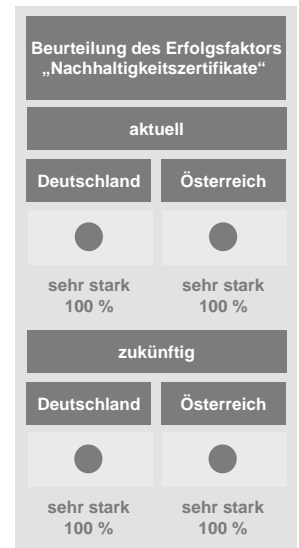 Beurteilung des Erfolgsfaktors
„Nachhaltigkeitszertifikate“
aktuell
Deutschland Österreich
sehr stark sehr stark
100 % 100 %
zukünftig
Deutschland Österreich
sehr stark sehr stark
100 % 100 %